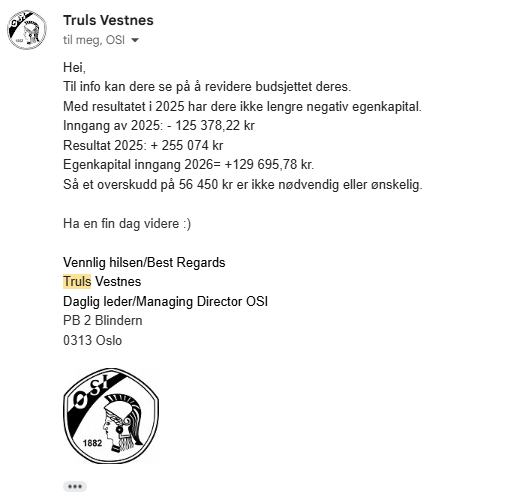 OSI
1882
Truls Vestnes
til meg, OSI
Hei,
Til info kan dere se på å revidere budsjettet deres.
Med resultatet i 2025 har dere ikke lengre negativ egenkapital.
Inngang av 2025: - 125 378,22 kr
Resultat 2025: + 255 074 kr
Egenkapital inngang 2026= +129 695,78 kr.
Så et overskudd på 56 450 kr er ikke nødvendig eller ønskelig.
Ha en fin dag videre :)
Vennlig hilsen/Best Regards
Truls Vestnes
Daglig leder/Managing Director OSI
PB 2 Blindern
0313 Oslo
OSI
1882